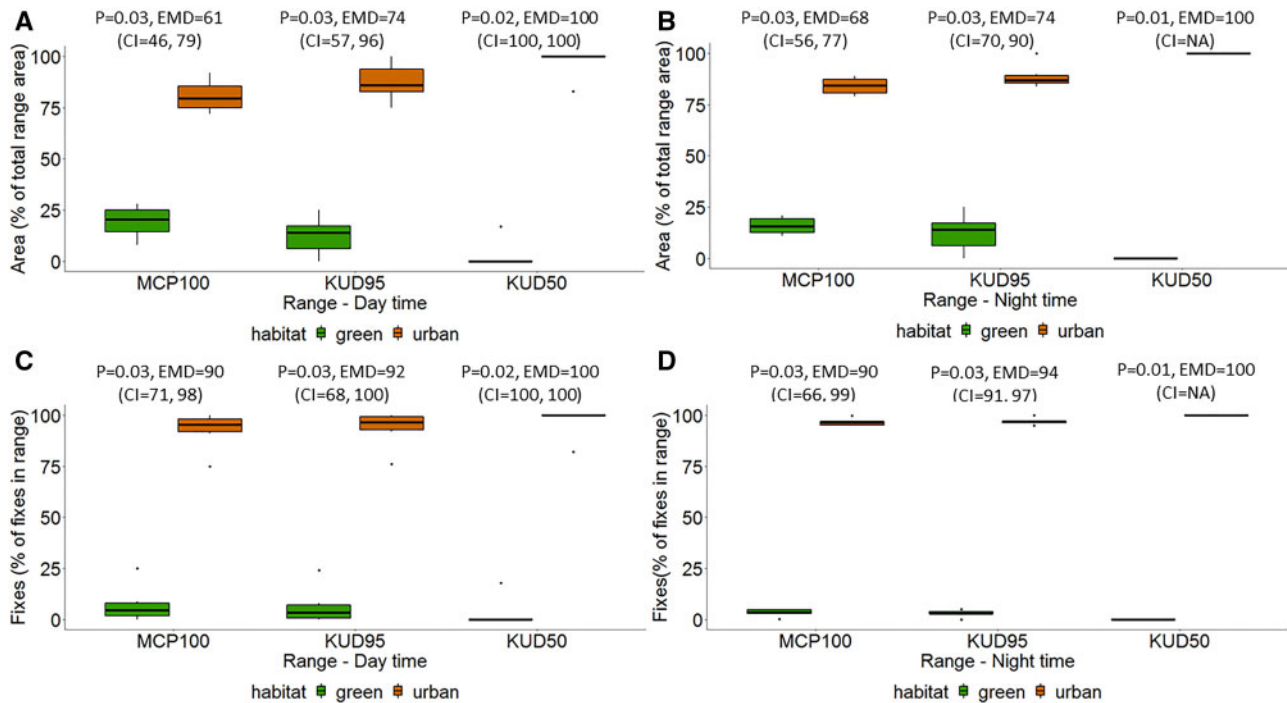 A
P=0.03, EMD=61 P=0.03, EMD=74 P=0.02, EMD=100
(CI=46, 79) (CI=57, 96) (CI=100, 100)
Area (% of total range area)
100
75
50
25
0
MCP100 KUD95 KUD50
Range - Day time
habitat green urban
B
P=0.03, EMD=68 P=0.03, EMD=74 P=0.01, EMD=100
(CI=56, 77) (CI=70, 90) (CI=NA)
Area (% of total range area)
100
75
50
25
0
MCP100 KUD95 KUD50
Range - Night time
habitat green urban
C
P=0.03, EMD=90 P=0.03, EMD=92 P=0.02, EMD=100
(CI=71, 98) (CI=68, 100) (CI=100, 100)
Fixes (% of fixes in range)
100
75
50
25
0
MCP100 KUD95 KUD50
Range - Day time
habitat green urban
D
P=0.03, EMD=90 P=0.03, EMD=94 P=0.01, EMD=100
(CI=66, 99) (CI=91, 97) (CI=NA)
Fixes(% of fixes in range)
100
75
50
25
0
MCP100 KUD95 KUD50
Range - Night time
habitat green urban